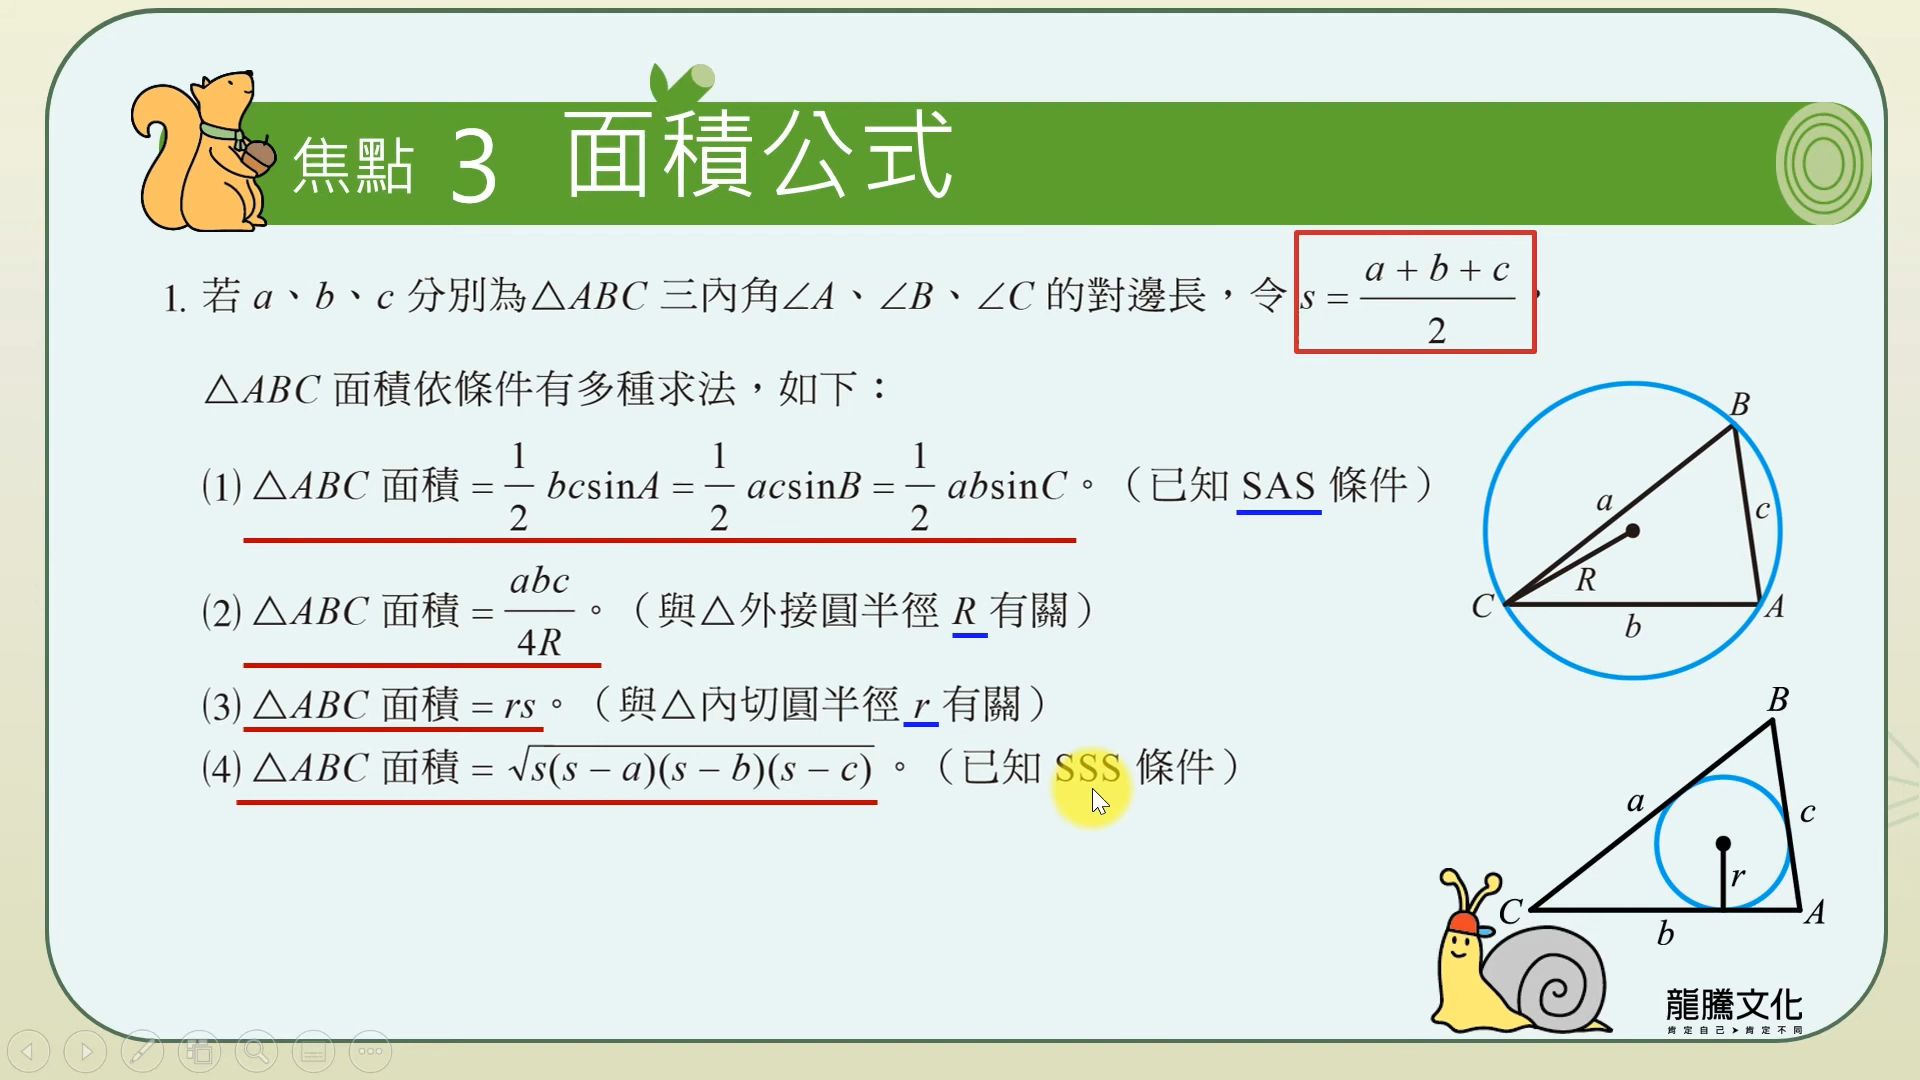 焦點 3 面積公式
1. 若 a、b、c 分別為△ABC 三內角∠A、∠B、∠C 的對邊長，令 s = (a + b + c)/2，
△ABC 面積依條件有多種求法，如下：
(1) △ABC 面積 = 1/2 bcsinA = 1/2 acsinB = 1/2 absinC。（已知 SAS 條件）
(2) △ABC 面積 = abc/4R。（與△外接圓半徑 R 有關）
(3) △ABC 面積 = rs。（與△內切圓半徑 r 有關）
(4) △ABC 面積 = √s(s − a)(s − b)(s − c)。（已知 SSS 條件）
B
a
c
R
C
A
b
B
a
c
r
C
A
b
龍騰文化
肯定自己➤肯定不同